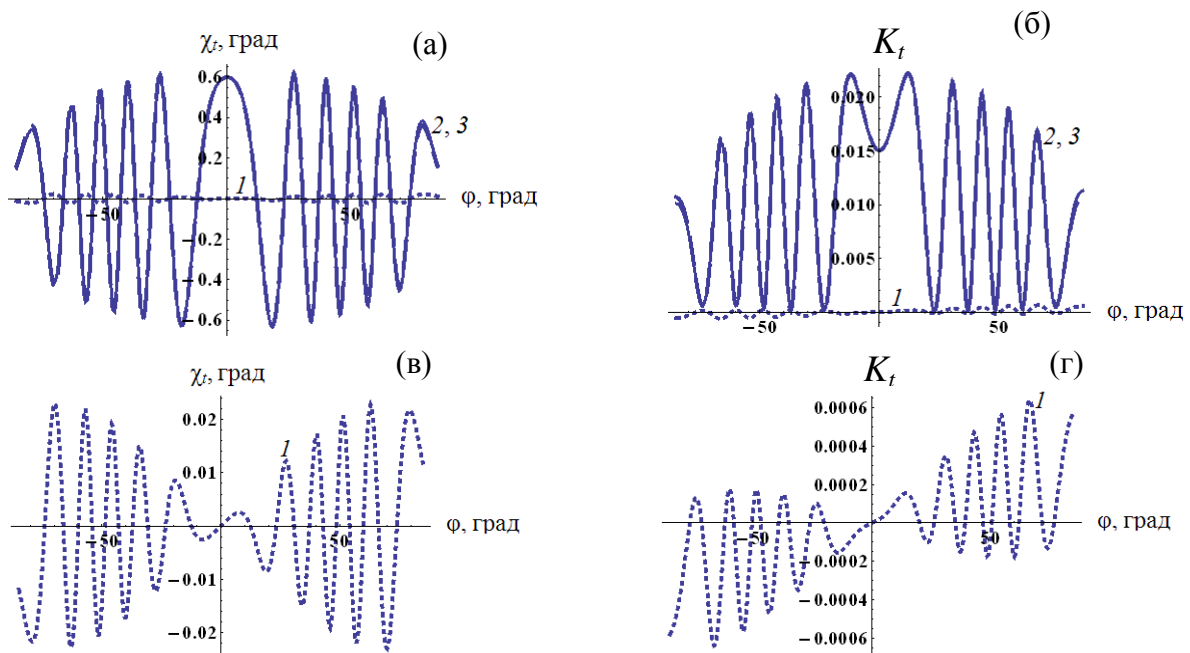 (а)
χt, град
0.6
0.4
0.2
2, 3
1
φ, град
−50
50
−0.2
−0.4
−0.6
(б)
Kt
0.020
0.015
0.010
0.005
2, 3
1
φ, град
−50
50
(в)
χt, град
0.02
0.01
1
φ, град
−50
50
−0.01
−0.02
(г)
Kt
0.0006
0.0004
0.0002
1
φ, град
−50
50
−0.0002
−0.0004
−0.0006